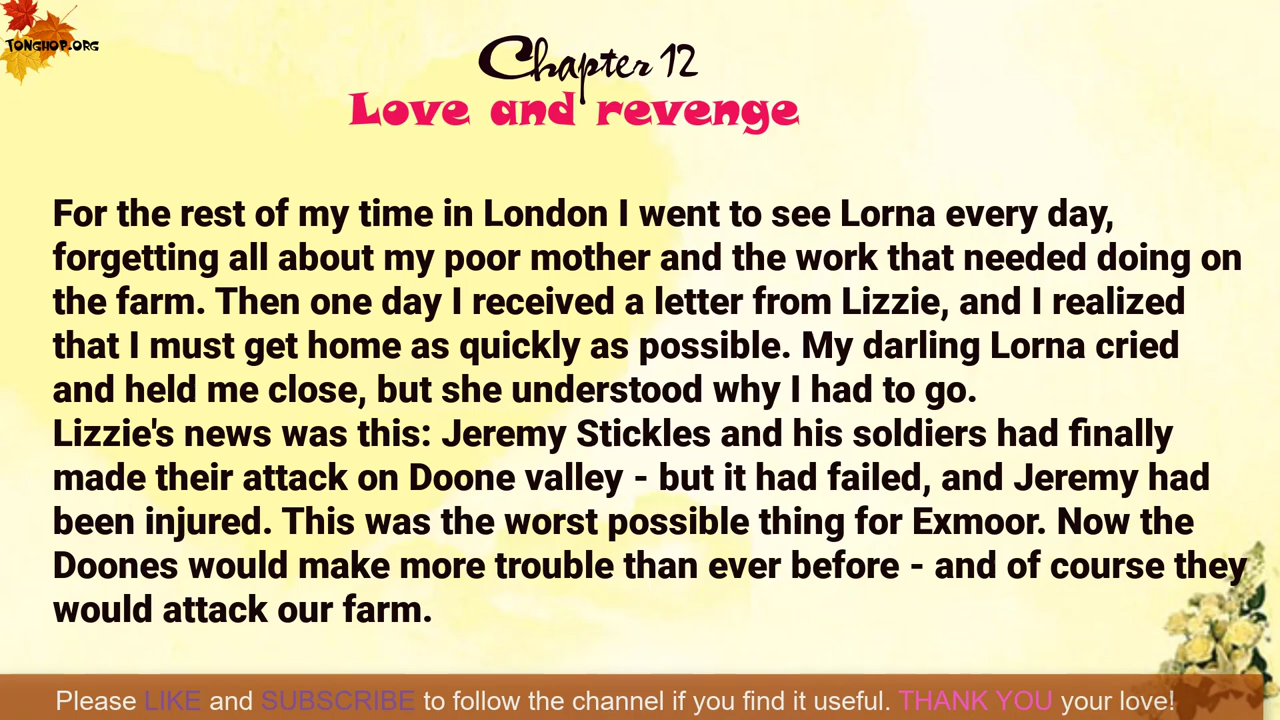 TONGHOP.ORG
Chapter 12
Love and revenge
For the rest of my time in London I went to see Lorna every day,
forgetting all about my poor mother and the work that needed doing on
the farm. Then one day I received a letter from Lizzie, and I realized
that I must get home as quickly as possible. My darling Lorna cried
and held me close, but she understood why I had to go.
Lizzie's news was this: Jeremy Stickles and his soldiers had finally
made their attack on Doone valley - but it had failed, and Jeremy had
been injured. This was the worst possible thing for Exmoor. Now the
Doones would make more trouble than ever before - and of course they
would attack our farm.
Please LIKE and SUBSCRIBE to follow the channel if you find it useful. THANK YOU your love!